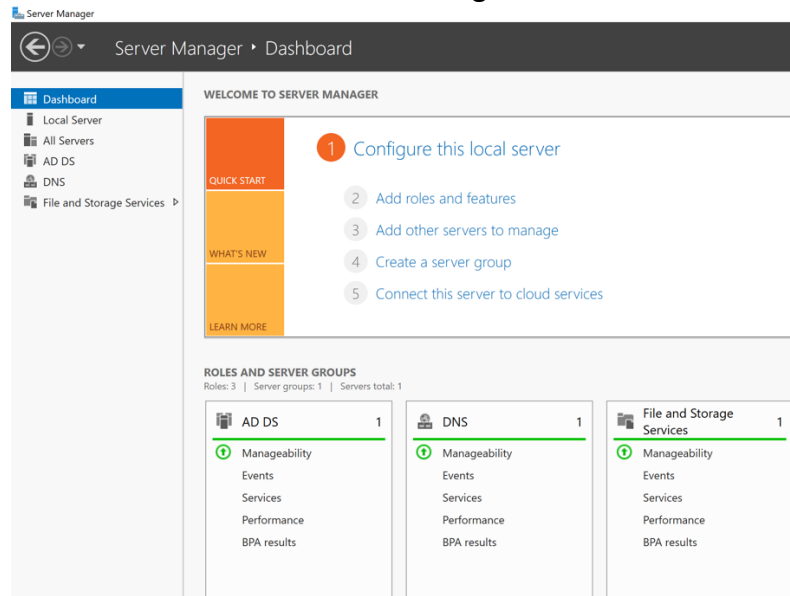 Server Manager
Server Manager • Dashboard
Dashboard
Local Server
All Servers
AD DS
DNS
File and Storage Services
WELCOME TO SERVER MANAGER
QUICK START
WHAT'S NEW
LEARN MORE
1 Configure this local server
2 Add roles and features
3 Add other servers to manage
4 Create a server group
5 Connect this server to cloud services
ROLES AND SERVER GROUPS
Roles: 3 | Server groups: 1 | Servers total: 1
AD DS 1
Manageability
Events
Services
Performance
BPA results
DNS 1
Manageability
Events
Services
Performance
BPA results
File and Storage
Services 1
Manageability
Events
Services
Performance
BPA results